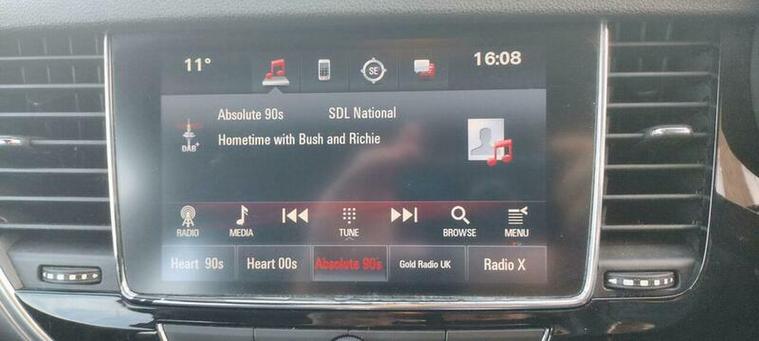 11°
SE
16:08
Absolute 90s SDL National
DAB+
Hometime with Bush and Richie
RADIO MEDIA TUNE BROWSE MENU
Heart 90s Heart 00s Absolute 90s Gold Radio UK Radio X